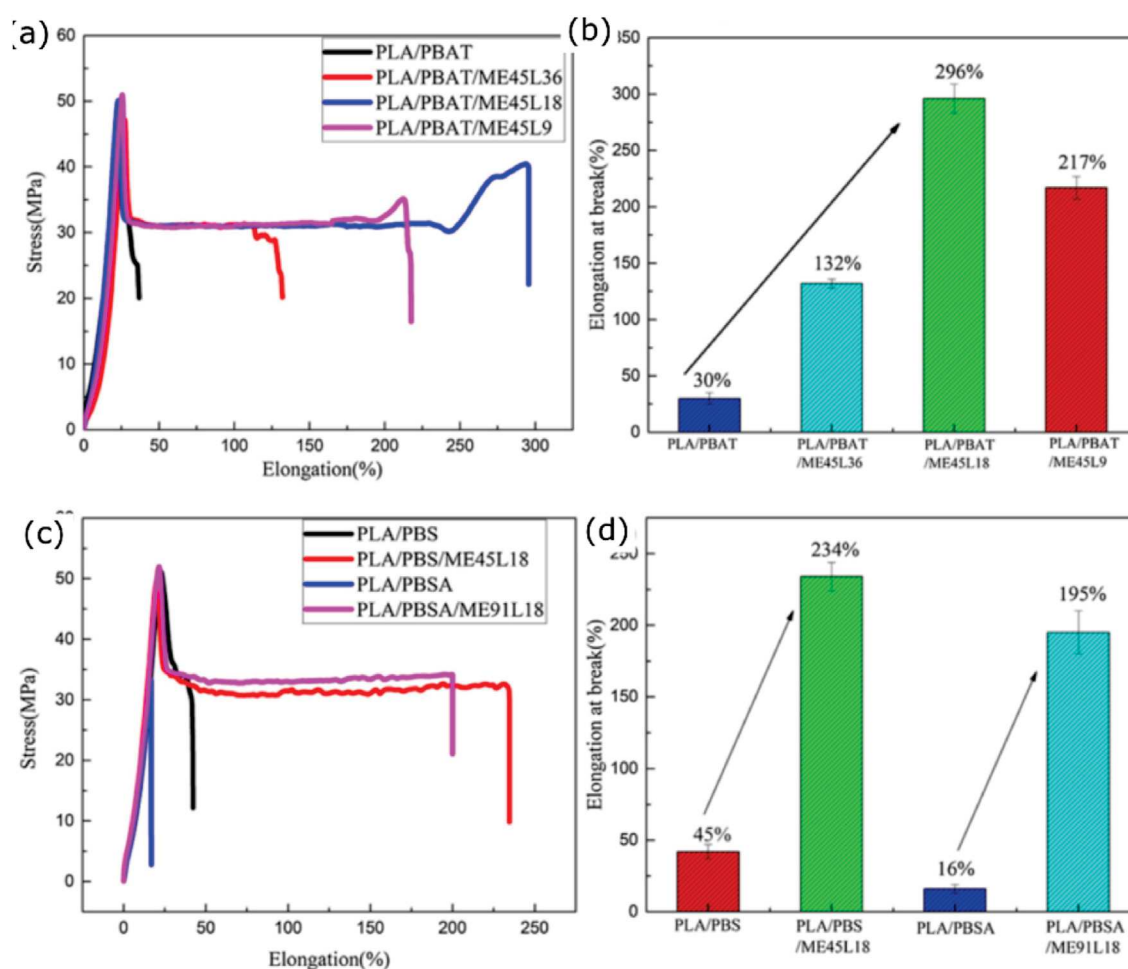 (a)
60
50
40
30
20
10
0
Stress(MPa)
PLA/PBAT
PLA/PBAT/ME45L36
PLA/PBAT/ME45L18
PLA/PBAT/ME45L9
0 50 100 150 200 250 300
Elongation(%)
(b)
350
300
250
200
150
100
50
0
Elongation at break(%)
30%
132%
296%
217%
PLA/PBAT
PLA/PBAT
/ME45L36
PLA/PBAT
/ME45L18
PLA/PBAT
/ME45L9
(c)
60
50
40
30
20
10
0
Stress(MPa)
PLA/PBS
PLA/PBS/ME45L18
PLA/PBSA
PLA/PBSA/ME91L18
0 50 100 150 200 250
Elongation(%)
(d)
250
200
150
100
50
0
Elongation at break(%)
45%
234%
16%
195%
PLA/PBS
PLA/PBS
/ME45L18
PLA/PBSA
PLA/PBSA
/ME91L18